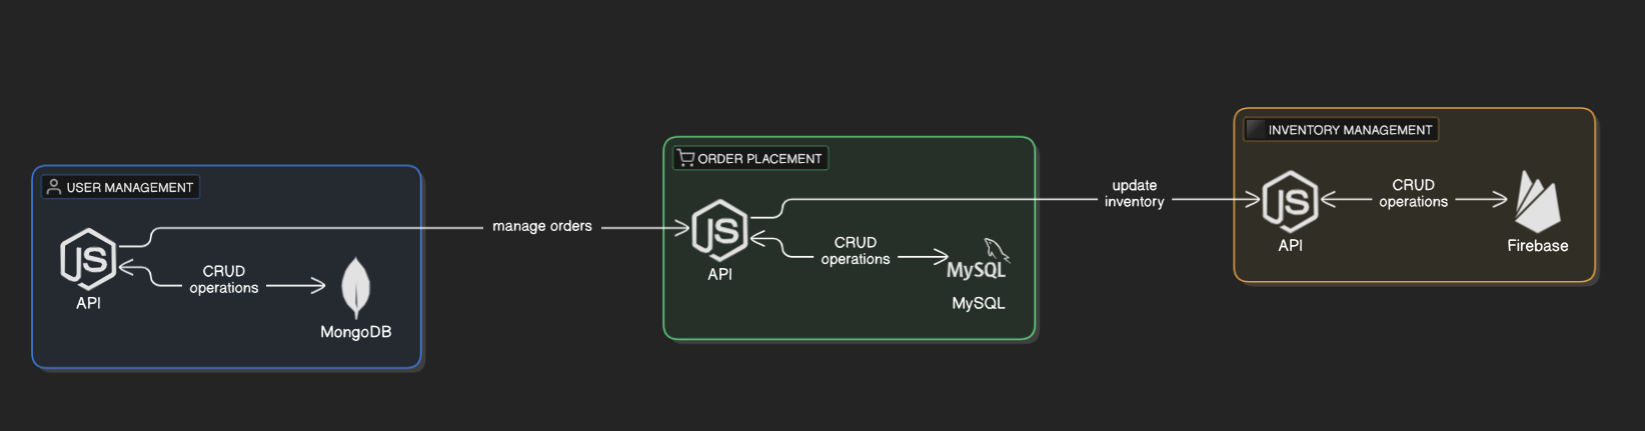 USER MANAGEMENT
JS
API
CRUD
operations
MongoDB
manage orders
ORDER PLACEMENT
JS
API
CRUD
operations
MySQL
MySQL
update
inventory
INVENTORY MANAGEMENT
JS
API
CRUD
operations
Firebase